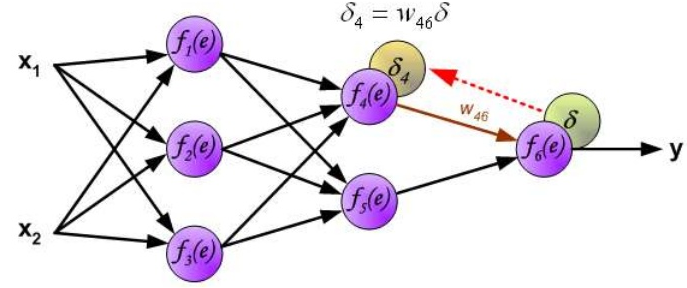 δ₄ = w₄₆δ
x₁
x₂
f₁(e)
f₂(e)
f₃(e)
f₄(e)
δ₄
f₅(e)
w₄₆
f₆(e)
δ
y